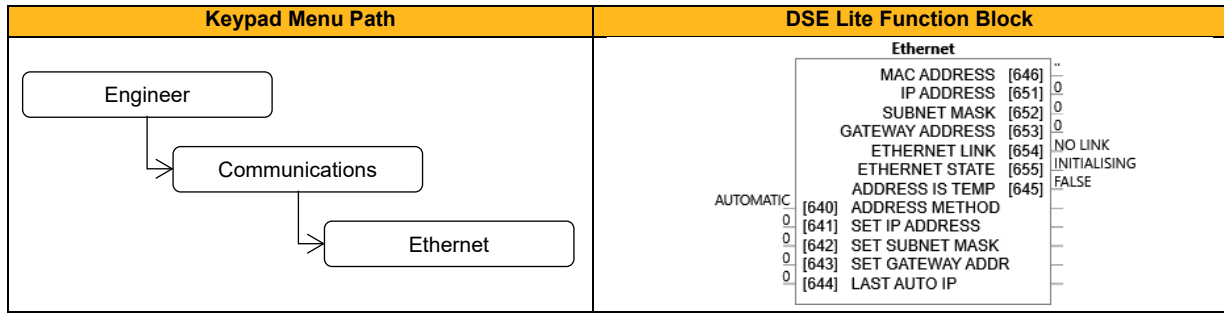 Keypad Menu Path
DSE Lite Function Block
Engineer
Communications
Ethernet
Ethernet
MAC ADDRESS [646] ..
IP ADDRESS [651] 0
SUBNET MASK [652] 0
GATEWAY ADDRESS [653] 0
ETHERNET LINK [654] NO LINK
ETHERNET STATE [655] INITIALISING
ADDRESS IS TEMP [645] FALSE
AUTOMATIC [640] ADDRESS METHOD
0 [641] SET IP ADDRESS
0 [642] SET SUBNET MASK
0 [643] SET GATEWAY ADDR
0 [644] LAST AUTO IP